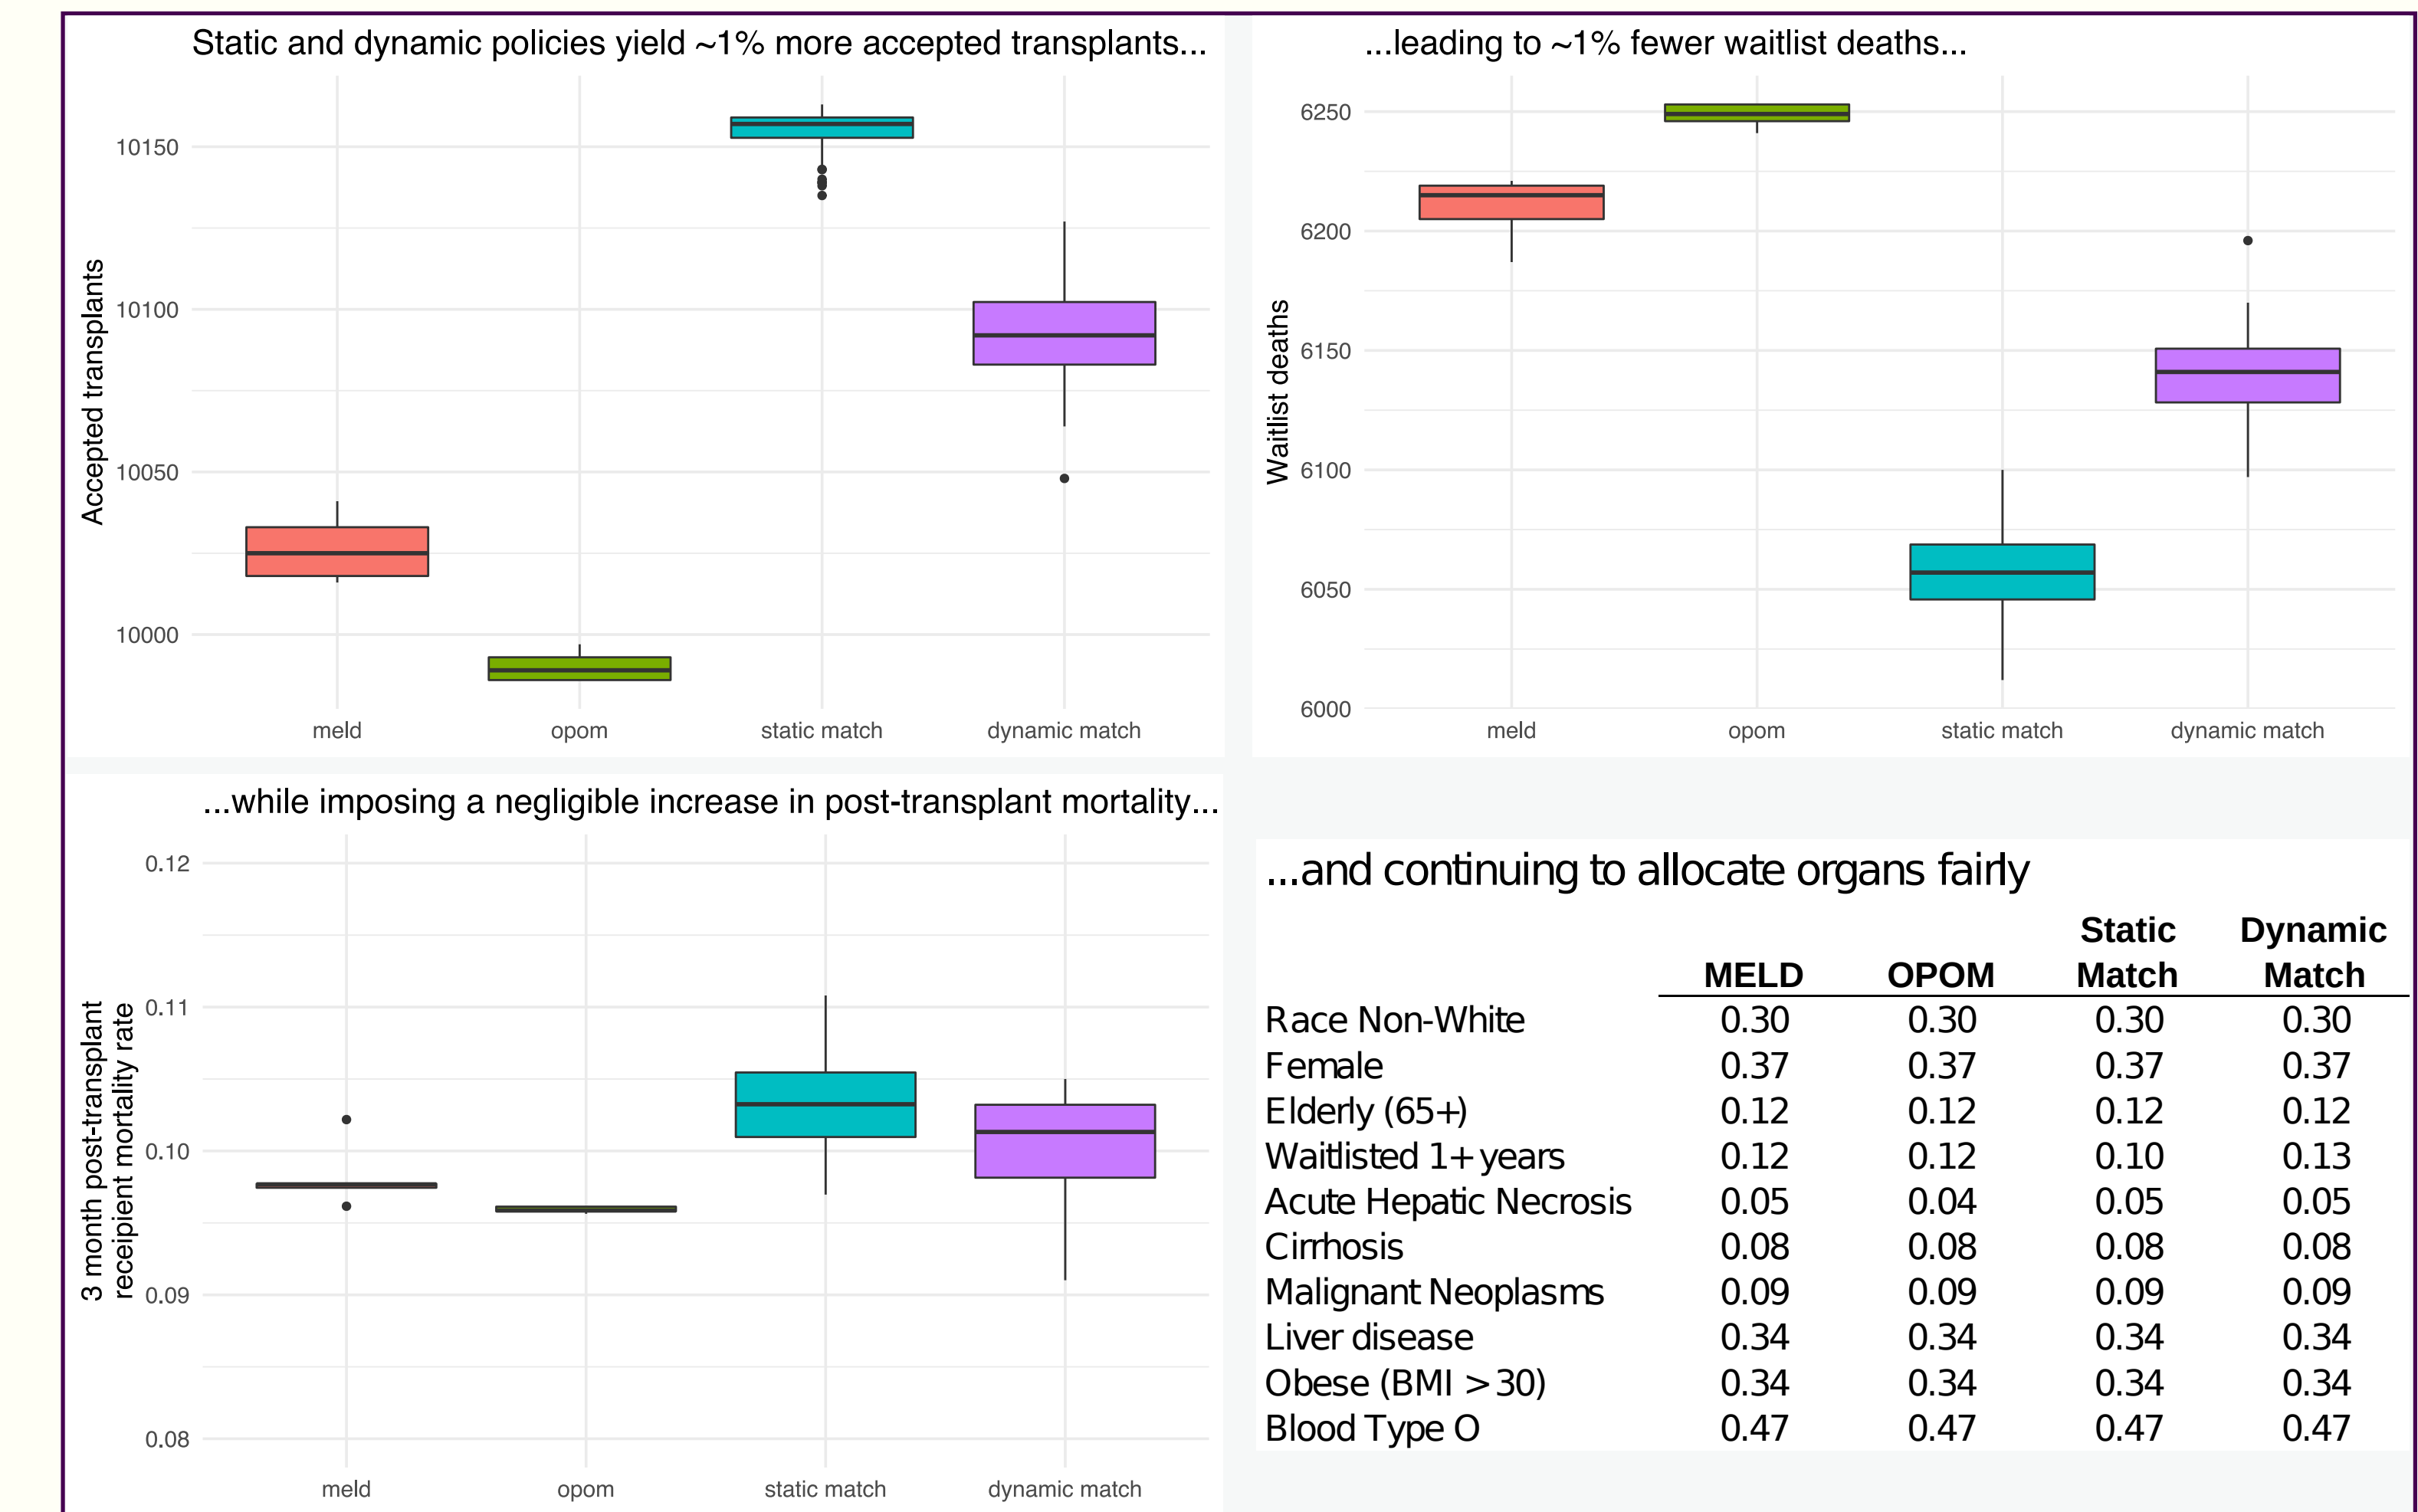 Static and dynamic policies yield ~1% more accepted transplants...
Accepted transplants
10150
10100
10050
10000
meld opom static match dynamic match
...leading to ~1% fewer waitlist deaths...
Waitlist deaths
6250
6200
6150
6100
6050
6000
meld opom static match dynamic match
...while imposing a negligible increase in post-transplant mortality...
3 month post-transplant
receipient mortality rate
0.12
0.11
0.10
0.09
0.08
meld opom static match dynamic match
...and continuing to allocate organs fairly
Static Dynamic
MELD OPOM Match Match
Race Non-White 0.30 0.30 0.30 0.30
Female 0.37 0.37 0.37 0.37
Elderly (65+) 0.12 0.12 0.12 0.12
Waitlisted 1+ years 0.12 0.12 0.10 0.13
Acute Hepatic Necrosis 0.05 0.04 0.05 0.05
Cirrhosis 0.08 0.08 0.08 0.08
Malignant Neoplasms 0.09 0.09 0.09 0.09
Liver disease 0.34 0.34 0.34 0.34
Obese (BMI > 30) 0.34 0.34 0.34 0.34
Blood Type O 0.47 0.47 0.47 0.47